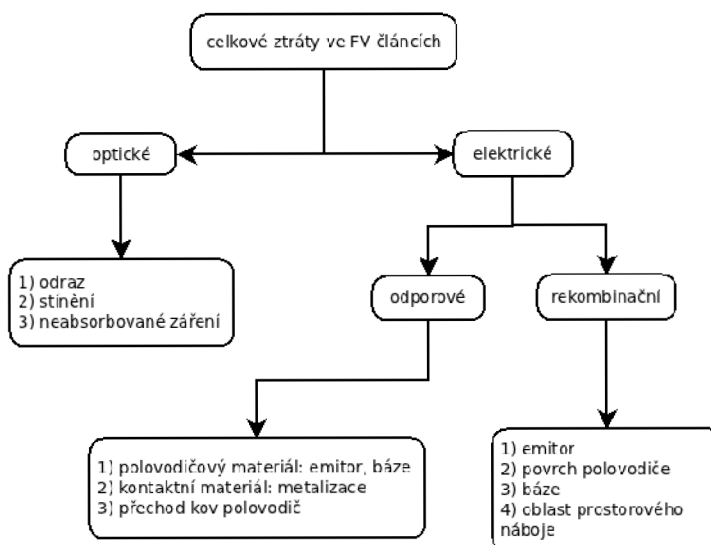 celkové ztráty ve FV článcích
optické
elektrické
1) odraz
2) stínění
3) neabsorbované záření
odporové
rekombinační
1) polovodičový materiál: emitor, báze
2) kontaktní materiál: metalizace
3) přechod kov polovodič
1) emitor
2) povrch polovodiče
3) báze
4) oblast prostorového
náboje